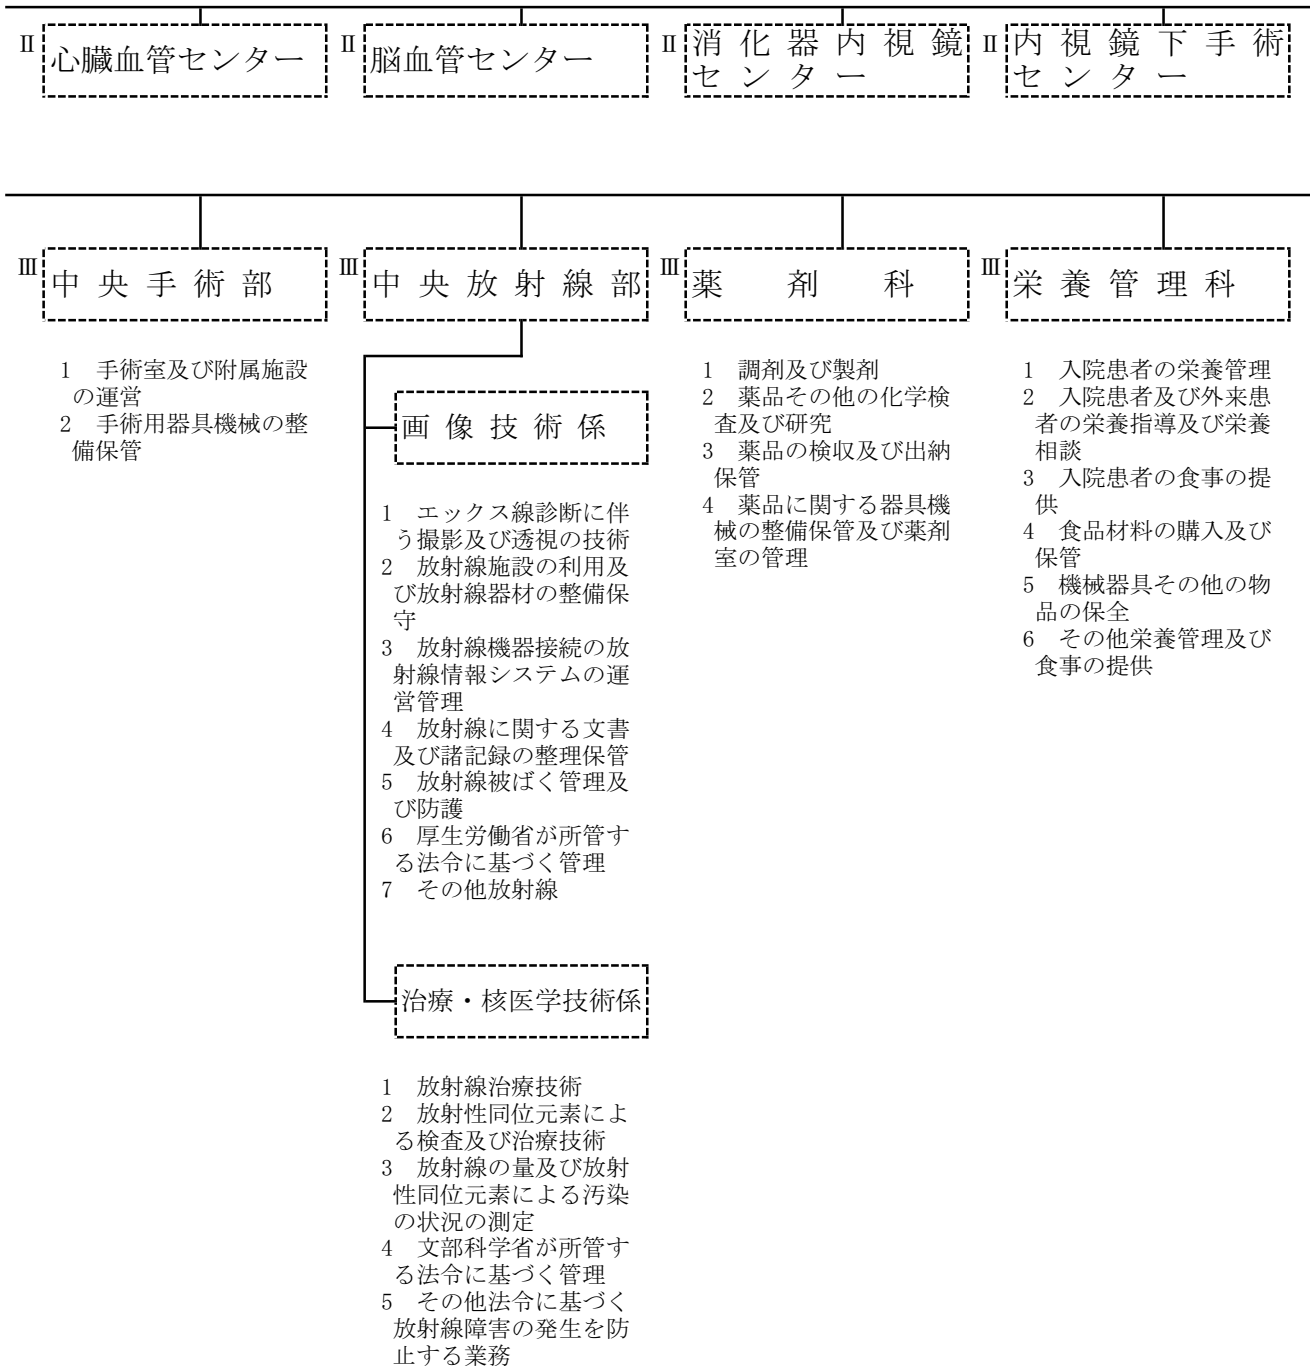 Ⅱ 心臓血管センター
Ⅱ 脳血管センター
Ⅱ 消化器内視鏡
センター
Ⅱ 内視鏡下手術
センター
Ⅲ 中央手術部
1 手術室及び附属施設
の運営
2 手術用器具機械の整
備保管
Ⅲ 中央放射線部
画像技術係
1 エックス線診断に伴
う撮影及び透視の技術
2 放射線施設の利用及
び放射線器材の整備保
守
3 放射線機器接続の放
射線情報システムの運
営管理
4 放射線に関する文書
及び諸記録の整理保管
5 放射線被ばく管理及
び防護
6 厚生労働省が所管す
る法令に基づく管理
7 その他放射線
治療・核医学技術係
1 放射線治療技術
2 放射性同位元素によ
る検査及び治療技術
3 放射線の量及び放射
性同位元素による汚染
の状況の測定
4 文部科学省が所管す
る法令に基づく管理
5 その他法令に基づく
放射線障害の発生を防
止する業務
Ⅲ 薬剤科
1 調剤及び製剤
2 薬品その他の化学検
査及び研究
3 薬品の検収及び出納
保管
4 薬品に関する器具機
械の整備保管及び薬剤
室の管理
Ⅲ 栄養管理科
1 入院患者の栄養管理
2 入院患者及び外来患
者の栄養指導及び栄養
相談
3 入院患者の食事の提
供
4 食品材料の購入及び
保管
5 機械器具その他の物
品の保全
6 その他栄養管理及び
食事の提供